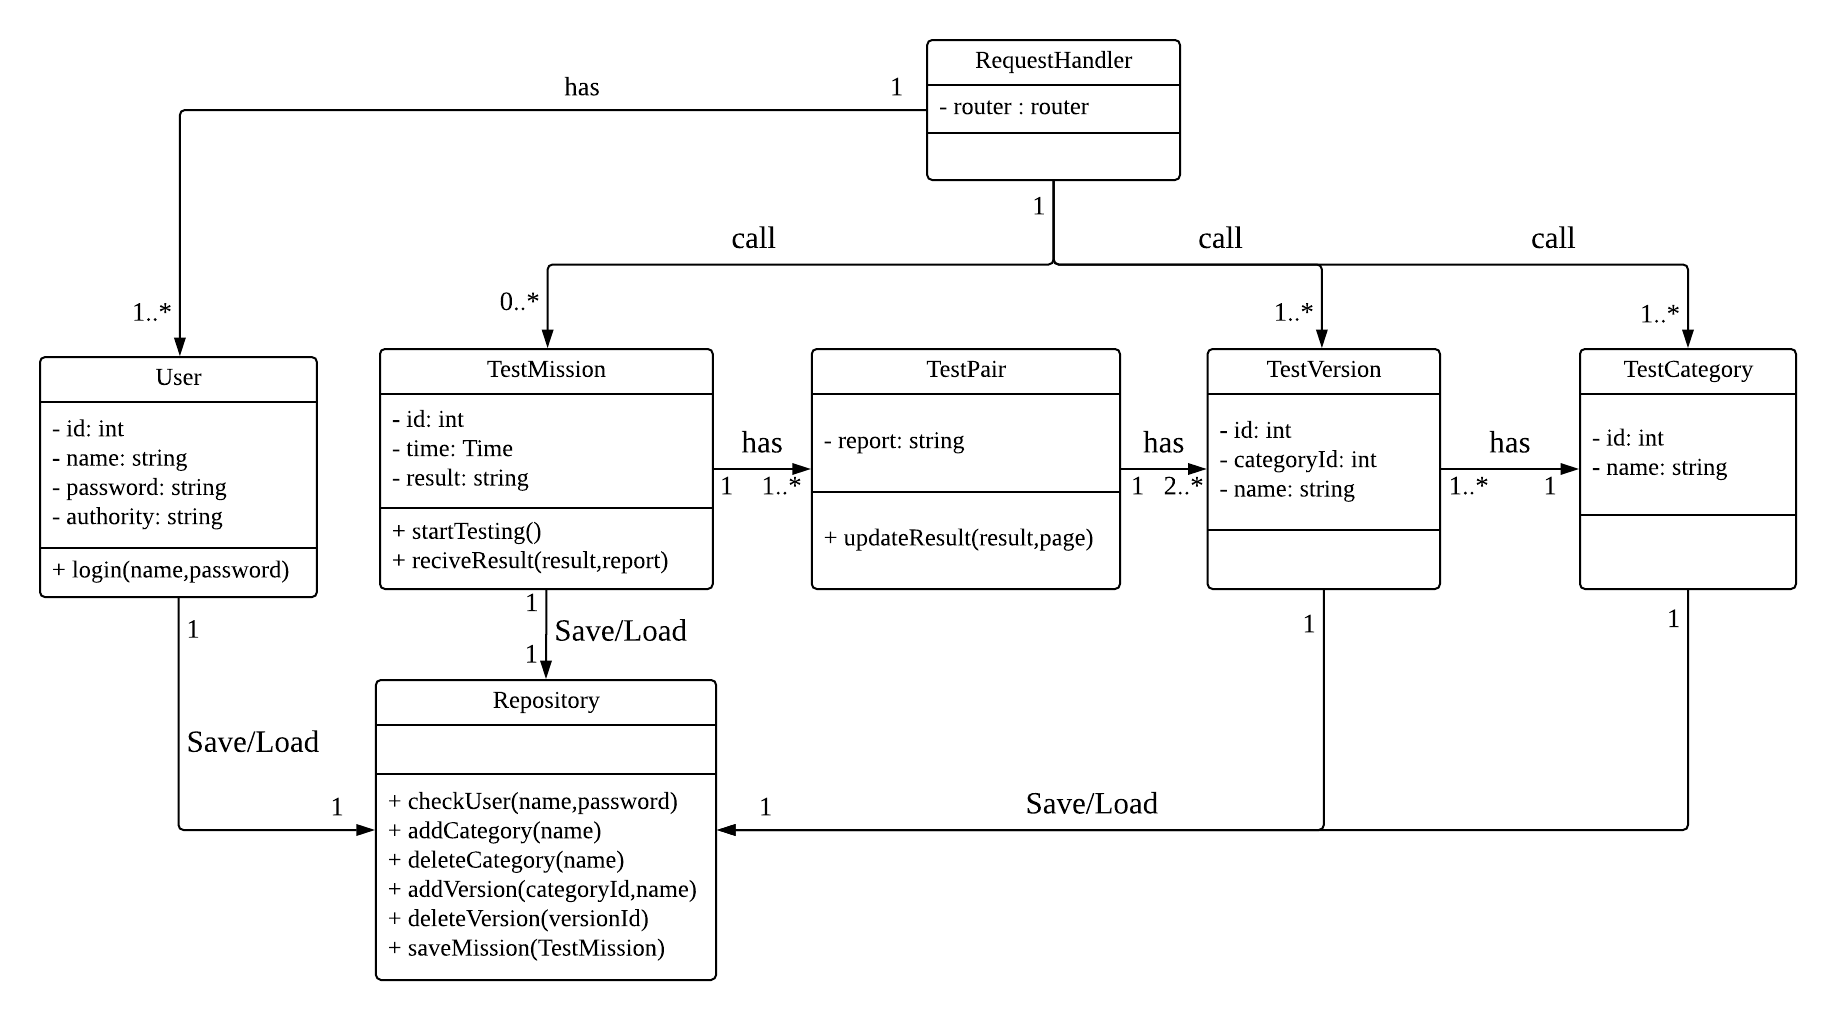 RequestHandler
- router : router
has
1
1
call
call
call
1..*
0..*
1..*
1..*
User
- id: int
- name: string
- password: string
- authority: string
+ login(name,password)
TestMission
- id: int
- time: Time
- result: string
+ startTesting()
+ reciveResult(result,report)
has
1
1..*
TestPair
- report: string
+ updateResult(result,page)
has
1
2..*
TestVersion
- id: int
- categoryId: int
- name: string
has
1..*
1
TestCategory
- id: int
- name: string
1
Save/Load
1
1
Save/Load
1
1
1
Save/Load
1
Repository
+ checkUser(name,password)
+ addCategory(name)
+ deleteCategory(name)
+ addVersion(categoryId,name)
+ deleteVersion(versionId)
+ saveMission(TestMission)